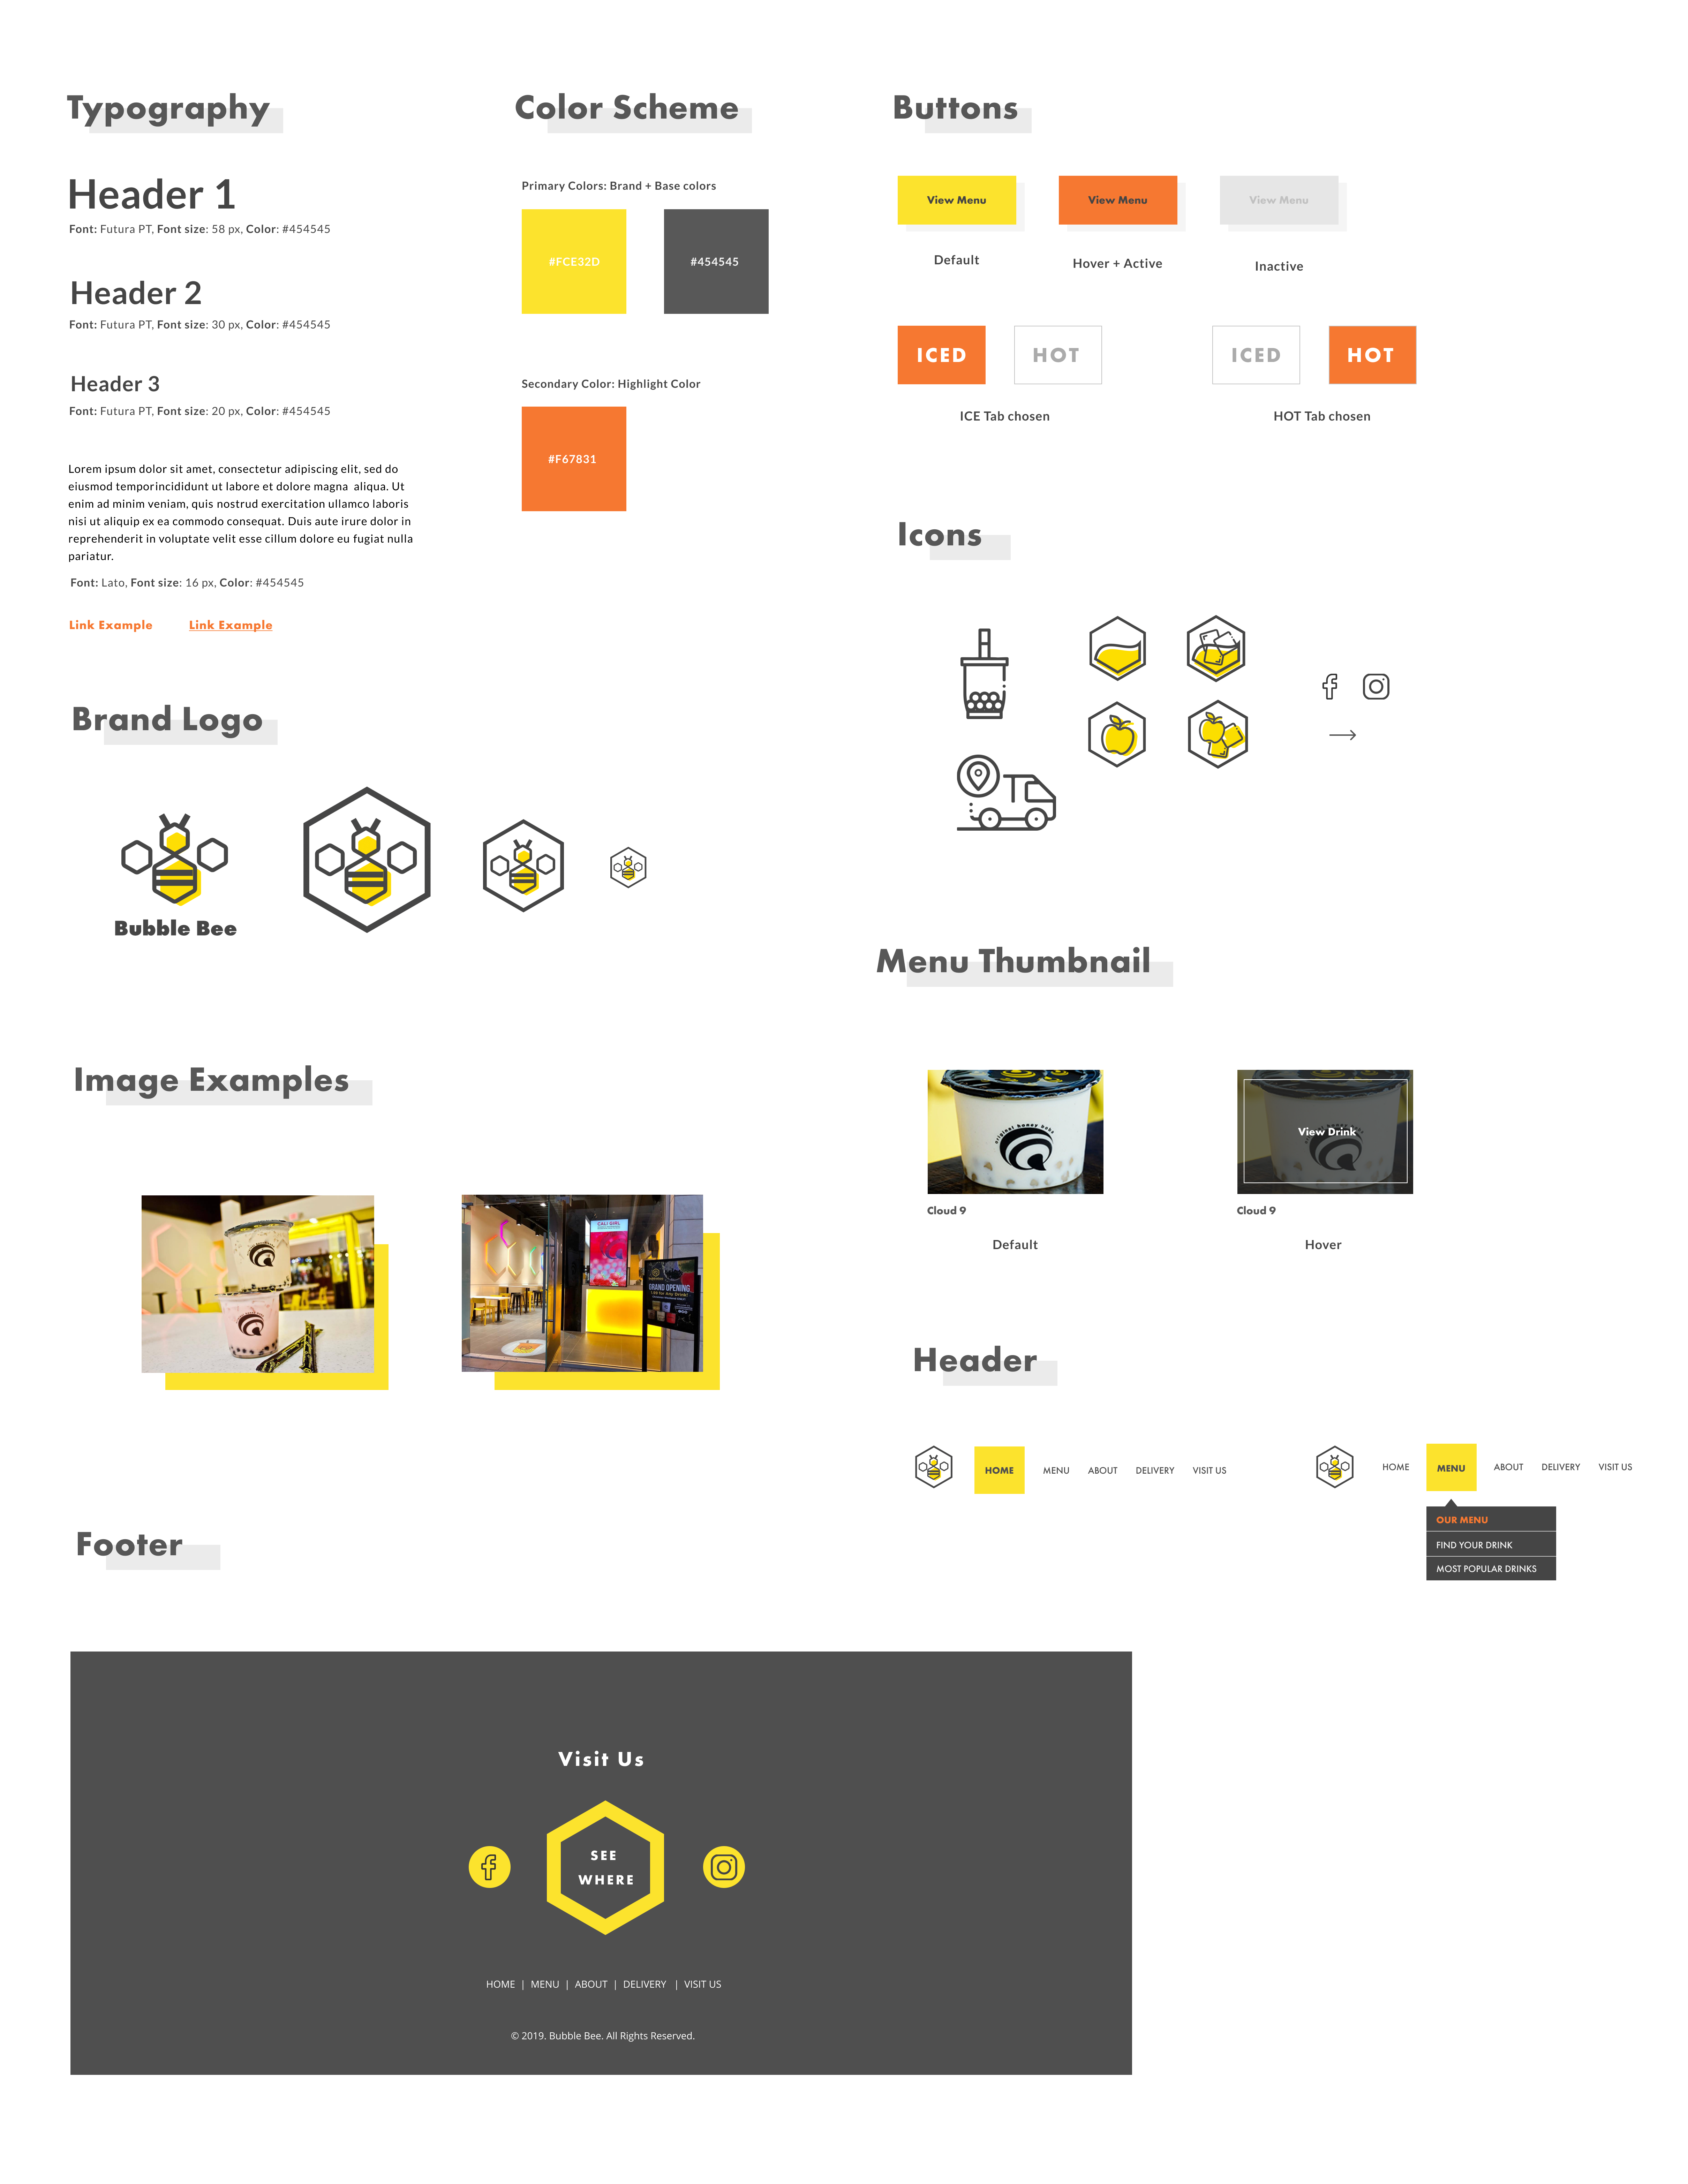 Typography
Header 1
Font: Futura PT, Font size: 58 px, Color: #454545
Header 2
Font: Futura PT, Font size: 30 px, Color: #454545
Header 3
Font: Futura PT, Font size: 20 px, Color: #454545
Lorem ipsum dolor sit amet, consectetur adipiscing elit, sed do
eiusmod temporincididunt ut labore et dolore magna  aliqua. Ut
enim ad minim veniam, quis nostrud exercitation ullamco laboris
nisi ut aliquip ex ea commodo consequat. Duis aute irure dolor in
reprehenderit in voluptate velit esse cillum dolore eu fugiat nulla
pariatur.
Font: Lato, Font size: 16 px, Color: #454545
Link Example
Link Example
Color Scheme
Primary Colors: Brand + Base colors
#FCE32D
#454545
Secondary Color: Highlight Color
#F67831
Buttons
View Menu
View Menu
View Menu
Default
Hover + Active
Inactive
ICED
HOT
ICED
HOT
ICE Tab chosen
HOT Tab chosen
Icons
Brand Logo
Bubble Bee
Menu Thumbnail
original honey boba
View Drink
Cloud 9
Cloud 9
Default
Hover
Image Examples
CALI GIRL
GRAND OPENING
Header
HOME
MENU
ABOUT
DELIVERY
VISIT US
HOME
MENU
ABOUT
DELIVERY
VISIT US
OUR MENU
FIND YOUR DRINK
MOST POPULAR DRINKS
Footer
Visit Us
SEE
WHERE
HOME | MENU | ABOUT | DELIVERY | VISIT US
© 2019. Bubble Bee. All Rights Reserved.